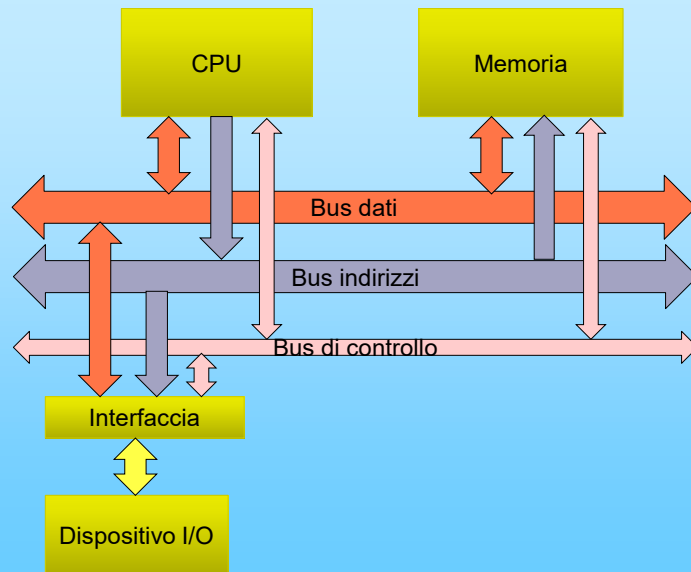 CPU
Memoria
Bus dati
Bus indirizzi
Bus di controllo
Interfaccia
Dispositivo I/O